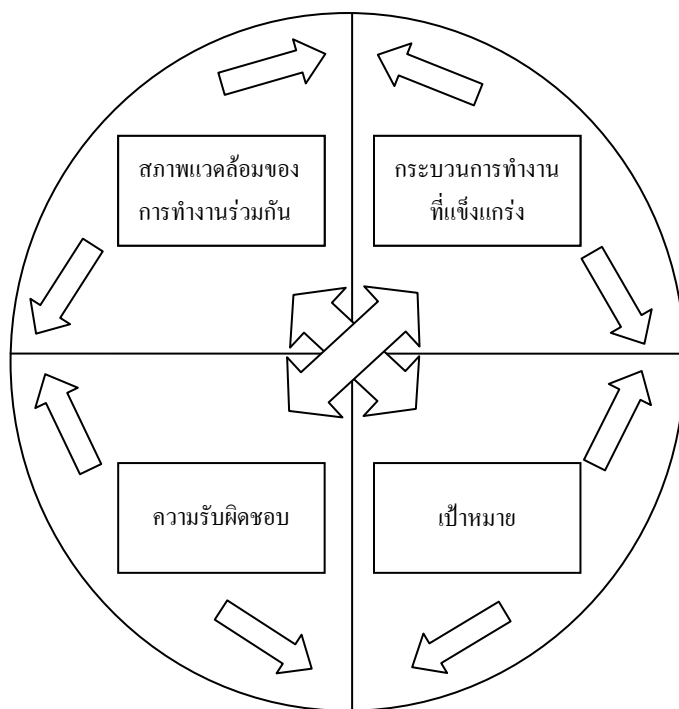 สภาพแวดล้อมของ
การทำงานร่วมกัน
กระบวนการทำงาน
ที่แข็งแกร่ง
ความรับผิดชอบ
เป้าหมาย